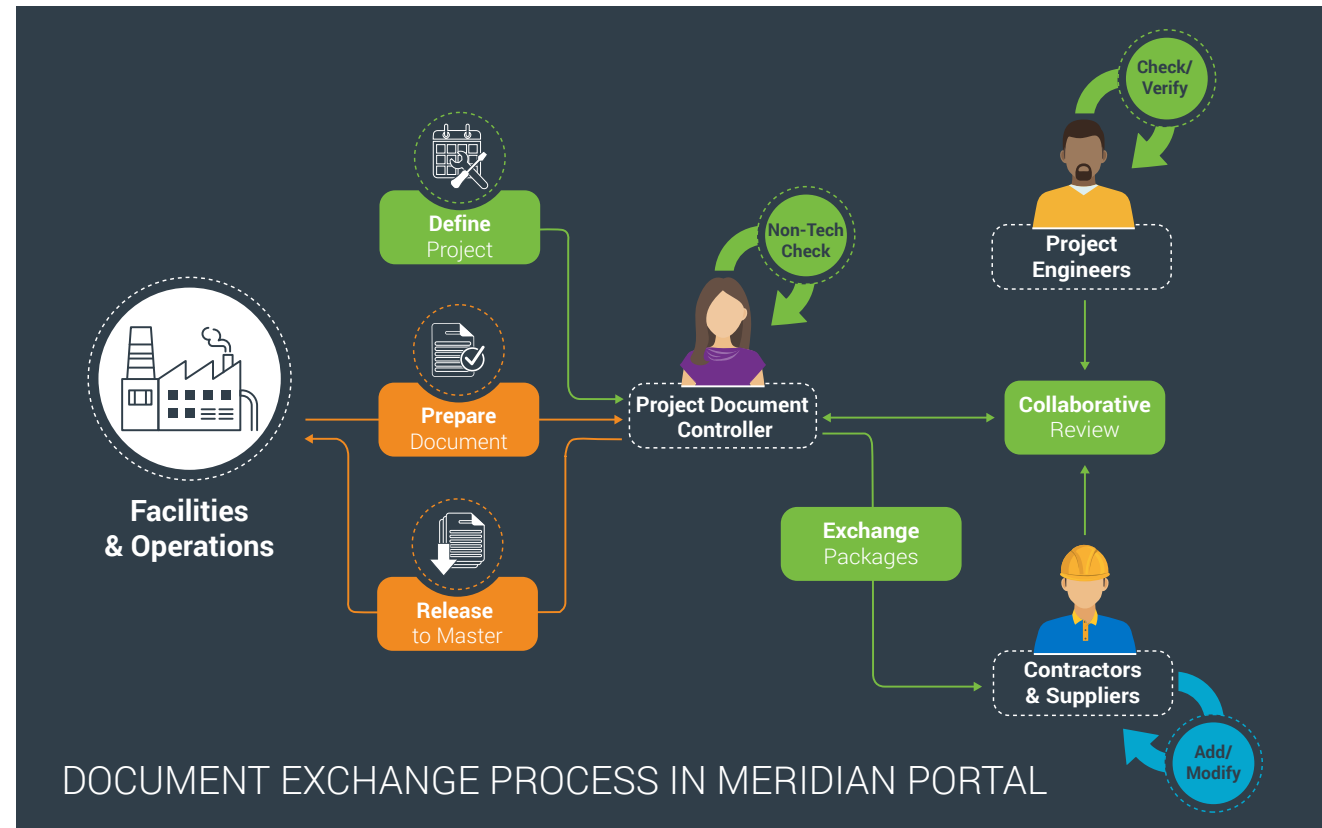 Check/
Verify
Define
Project
Non-Tech
Check
Project
Engineers
Prepare
Document
Project Document
Controller
Collaborative
Review
Facilities
& Operations
Exchange
Packages
Release
to Master
Contractors
& Suppliers
Add/
Modify
DOCUMENT EXCHANGE PROCESS IN MERIDIAN PORTAL